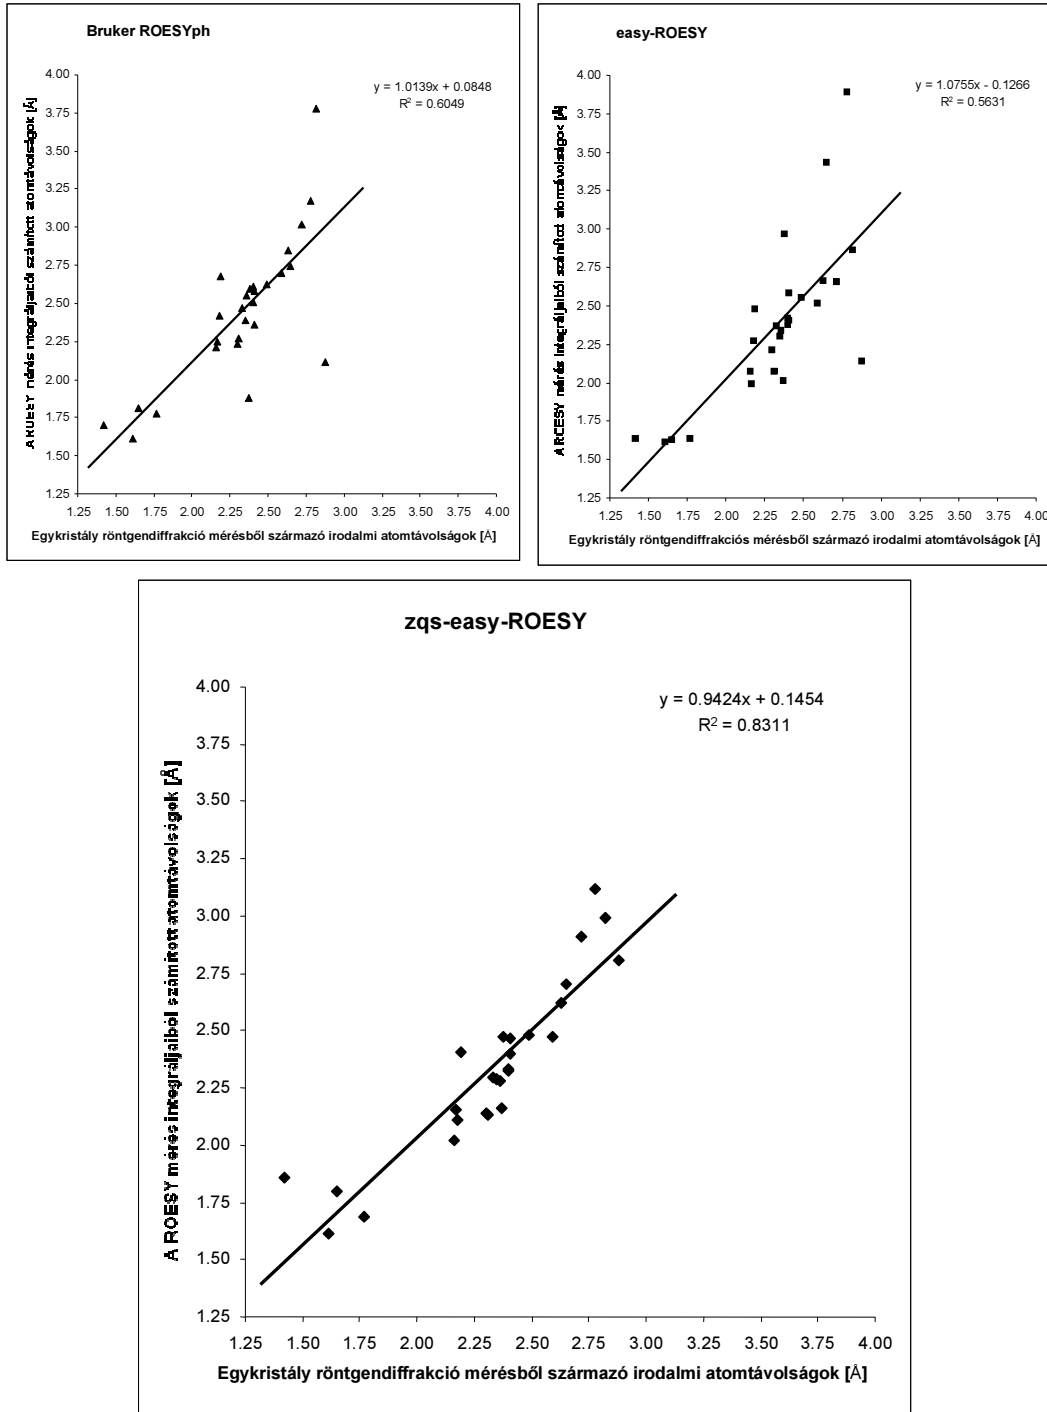 Bruker ROESYph
y = 1.0139x + 0.0848
R² = 0.6049
4.00
3.75
3.50
3.25
3.00
2.75
2.50
2.25
2.00
1.75
1.50
1.25
A ROESY mérés integráljaiból számított atomtávolságok [Å]
1.25 1.50 1.75 2.00 2.25 2.50 2.75 3.00 3.25 3.50 3.75 4.00
Egykristály röntgendiffrakció mérésből származó irodalmi atomtávolságok [Å]
easy-ROESY
y = 1.0755x - 0.1266
R² = 0.5631
4.00
3.75
3.50
3.25
3.00
2.75
2.50
2.25
2.00
1.75
1.50
1.25
A ROESY mérés integráljaiból számított atomtávolságok [Å]
1.25 1.50 1.75 2.00 2.25 2.50 2.75 3.00 3.25 3.50 3.75 4.00
Egykristály röntgendiffrakciós mérésből származó irodalmi atomtávolságok [Å]
zqs-easy-ROESY
y = 0.9424x + 0.1454
R² = 0.8311
4.00
3.75
3.50
3.25
3.00
2.75
2.50
2.25
2.00
1.75
1.50
1.25
A ROESY mérés integráljaiból számított atomtávolságok [Å]
1.25 1.50 1.75 2.00 2.25 2.50 2.75 3.00 3.25 3.50 3.75 4.00
Egykristály röntgendiffrakció mérésből származó irodalmi atomtávolságok [Å]